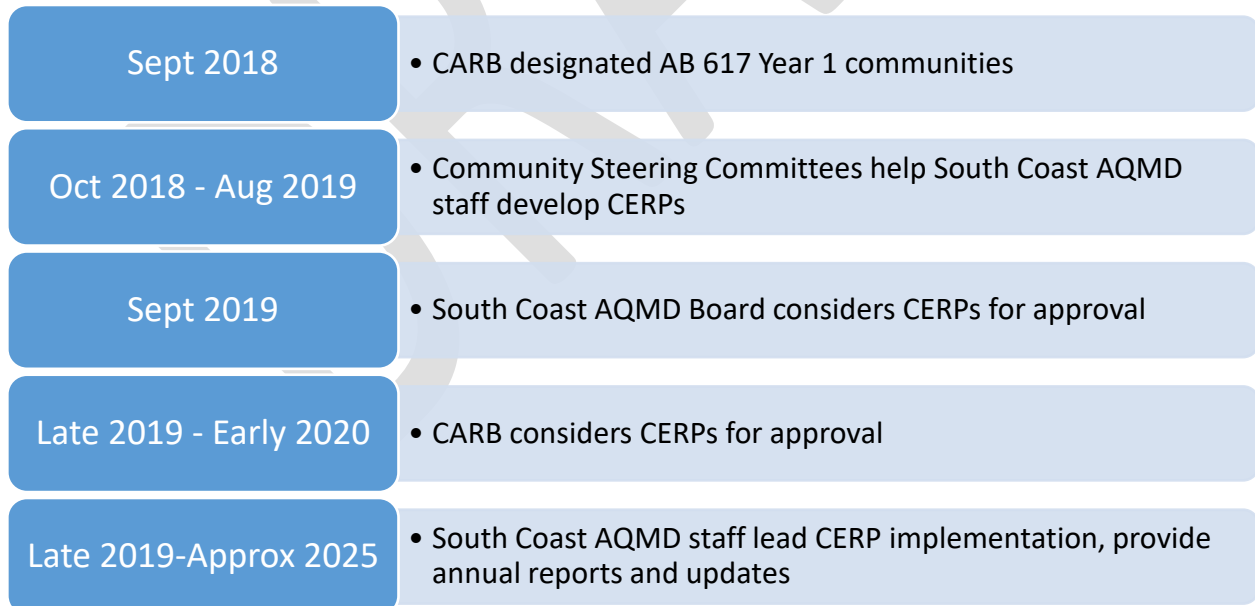 Sept 2018
• CARB designated AB 617 Year 1 communities
Oct 2018 - Aug 2019
• Community Steering Committees help South Coast AQMD
staff develop CERPs
Sept 2019
• South Coast AQMD Board considers CERPs for approval
Late 2019 - Early 2020
• CARB considers CERPs for approval
Late 2019-Approx 2025
• South Coast AQMD staff lead CERP implementation, provide
annual reports and updates